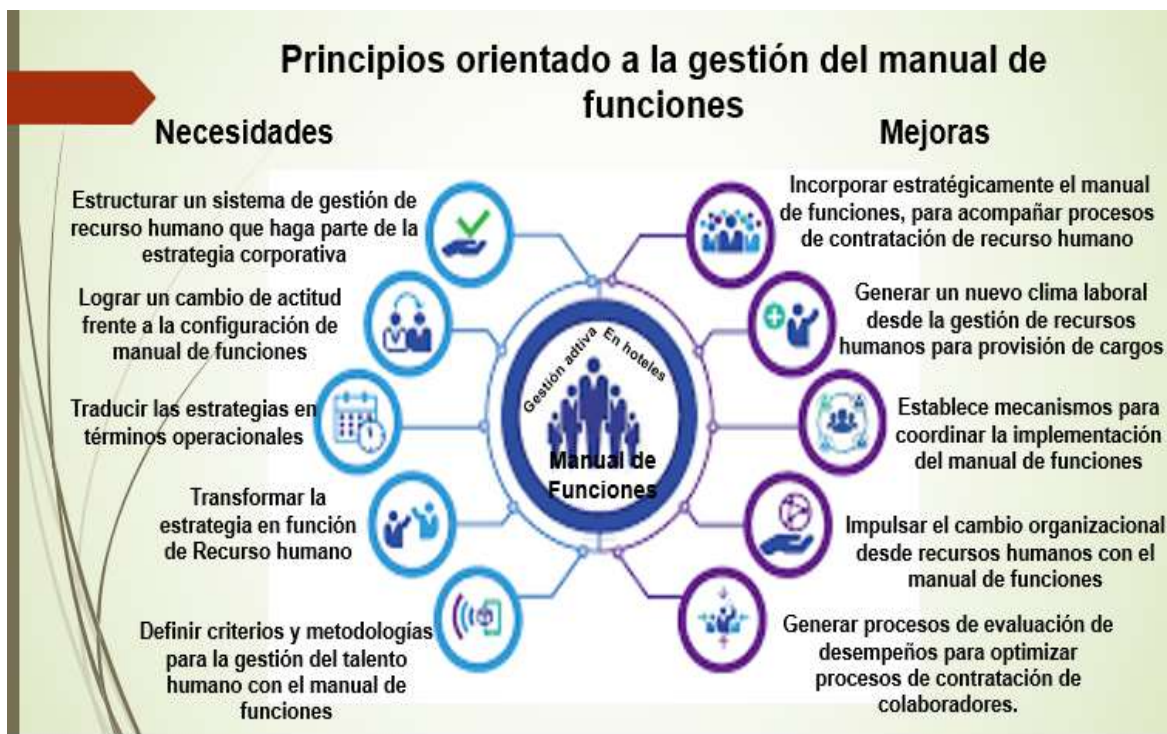 Principios orientado a la gestión del manual de
funciones
Necesidades
Estructurar un sistema de gestión de
recurso humano que haga parte de la
estrategia corporativa
Lograr un cambio de actitud
frente a la configuración de
manual de funciones
Traducir las estrategias en
términos operacionales
Transformar la
estrategia en función
de Recurso humano
Definir criterios y metodologías
para la gestión del talento
humano con el manual de
funciones
Gestión adtiva
En hoteles
Manual de
Funciones
Mejoras
Incorporar estratégicamente el manual
de funciones, para acompañar procesos
de contratación de recurso humano
Generar un nuevo clima laboral
desde la gestión de recursos
humanos para provisión de cargos
Establece mecanismos para
coordinar la implementación
del manual de funciones
Impulsar el cambio organizacional
desde recursos humanos con el
manual de funciones
Generar procesos de evaluación de
desempeños para optimizar
procesos de contratación de
colaboradores.